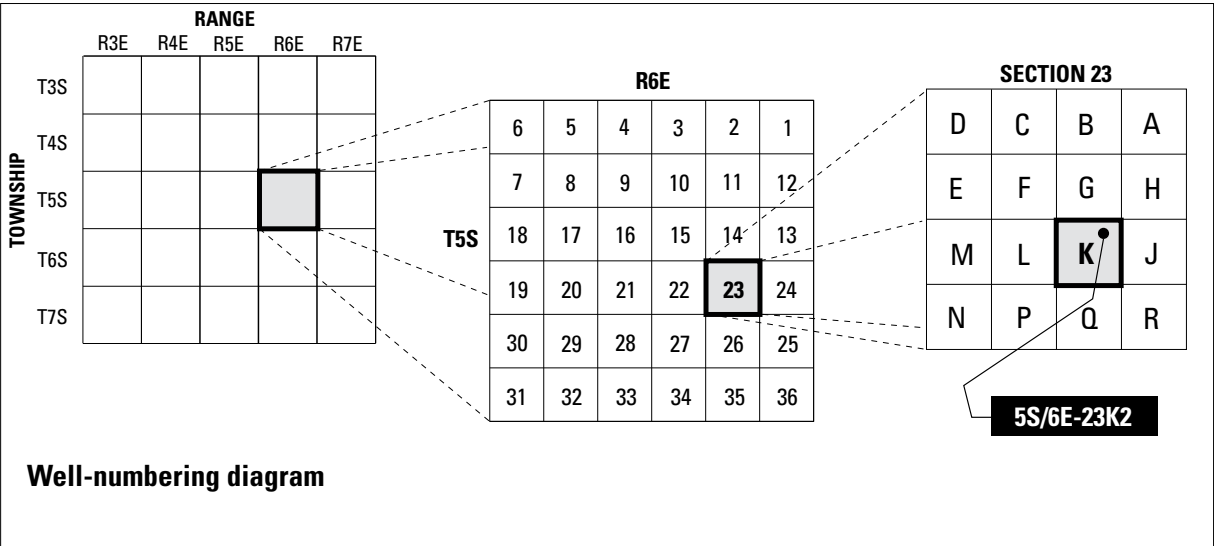 RANGE
R3E R4E R5E R6E R7E
TOWNSHIP
T3S
T4S
T5S
T6S
T7S
R6E
T5S
6 5 4 3 2 1
7 8 9 10 11 12
18 17 16 15 14 13
19 20 21 22 23 24
30 29 28 27 26 25
31 32 33 34 35 36
SECTION 23
D C B A
E F G H
M L K J
N P Q R
5S/6E-23K2
Well-numbering diagram